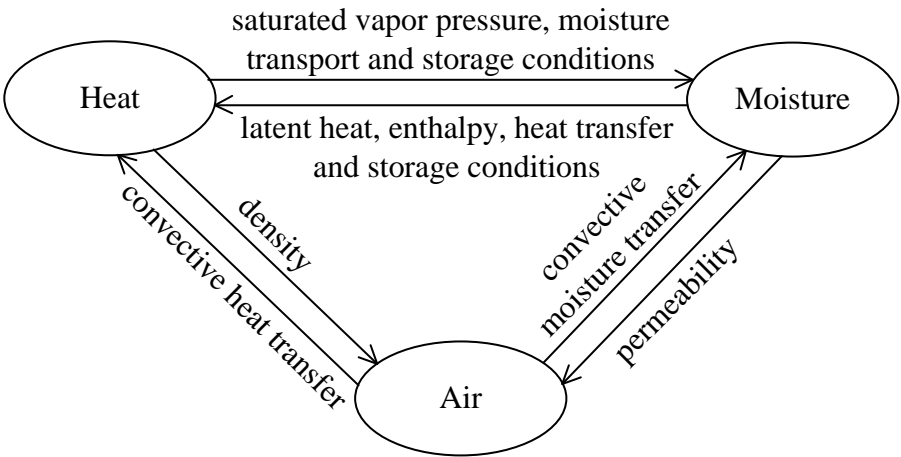 saturated vapor pressure, moisture
transport and storage conditions
Heat
Moisture
latent heat, enthalpy, heat transfer
and storage conditions
density
convective heat transfer
convective
moisture transfer
permeability
Air